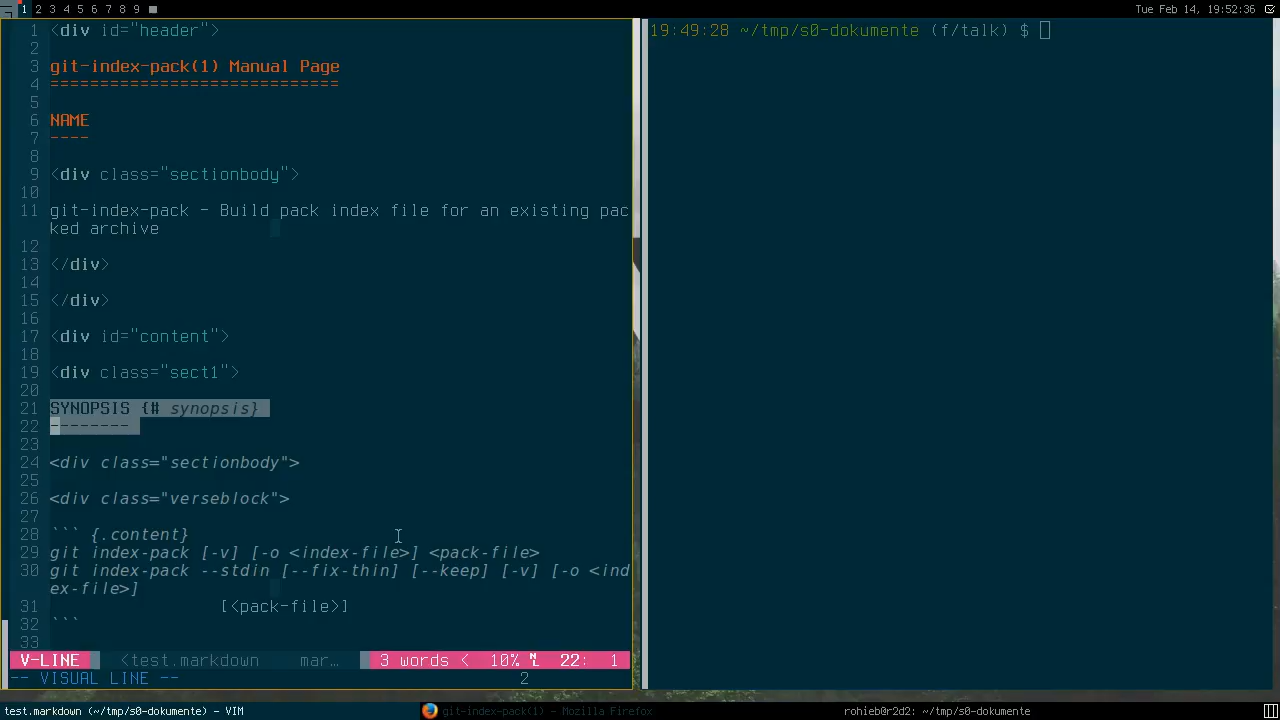 1 2 3 4 5 6 7 8 9
Tue Feb 14, 19:52:36
1 <div id="header">
2
3 git-index-pack(1) Manual Page
4 =============================
5
6 NAME
7 ----
8
9 <div class="sectionbody">
10
11 git-index-pack - Build pack index file for an existing pac
ked archive
12
13 </div>
14
15 </div>
16
17 <div id="content">
18
19 <div class="sect1">
20
21 SYNOPSIS {# synopsis}
22 --------
23
24 <div class="sectionbody">
25
26 <div class="verseblock">
27
28 ``` {.content}
29 git index-pack [-v] [-o <index-file>] <pack-file>
30 git index-pack --stdin [--fix-thin] [--keep] [-v] [-o <ind
ex-file>]
31                  [<pack-file>]
32 ```
33
V-LINE <test.markdown mar… 3 words < 10% 22: 1
-- VISUAL LINE -- 2
19:49:28 ~/tmp/s0-dokumente (f/talk) $
test.markdown (~/tmp/s0-dokumente) - VIM
git-index-pack(1) - Mozilla Firefox
rohieb@r2d2: ~/tmp/s0-dokumente